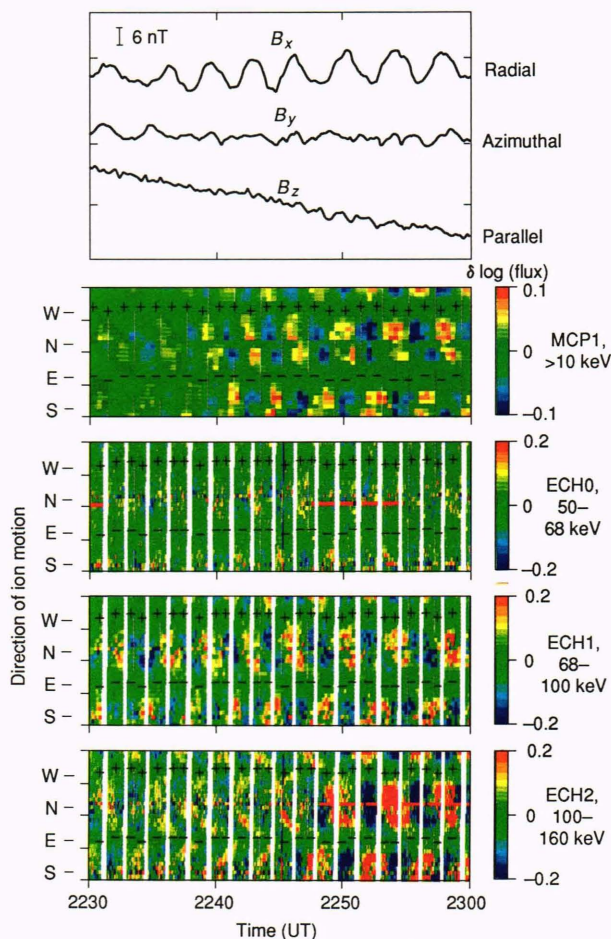 6 nT
Bx
Radial
By
Azimuthal
Bz
Parallel
δ log (flux)
W
N
E
S
0.1
0
–0.1
MCP1,
>10 keV
W
N
E
S
0.2
0
–0.2
ECH0,
50–
68 keV
W
N
E
S
0.2
0
–0.2
ECH1,
68–
100 keV
W
N
E
S
0.2
0
–0.2
ECH2,
100–
160 keV
Direction of ion motion
2230
2240
2250
2300
Time (UT)